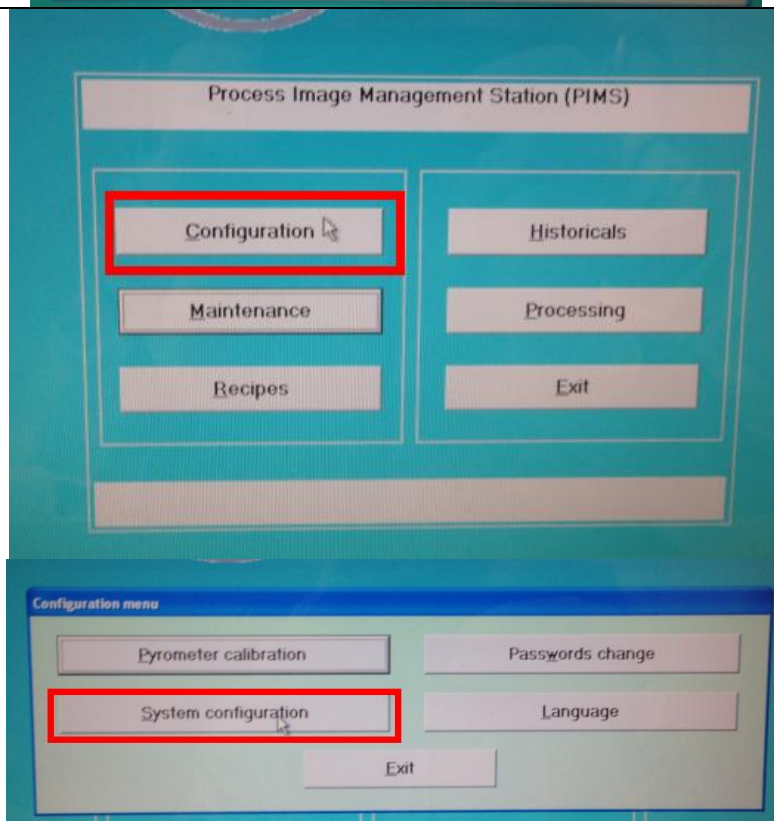 Process Image Management Station (PIMS)
Configuration
Historicals
Maintenance
Processing
Recipes
Exit
Configuration menu
Pyrometer calibration
Passwords change
System configuration
Language
Exit